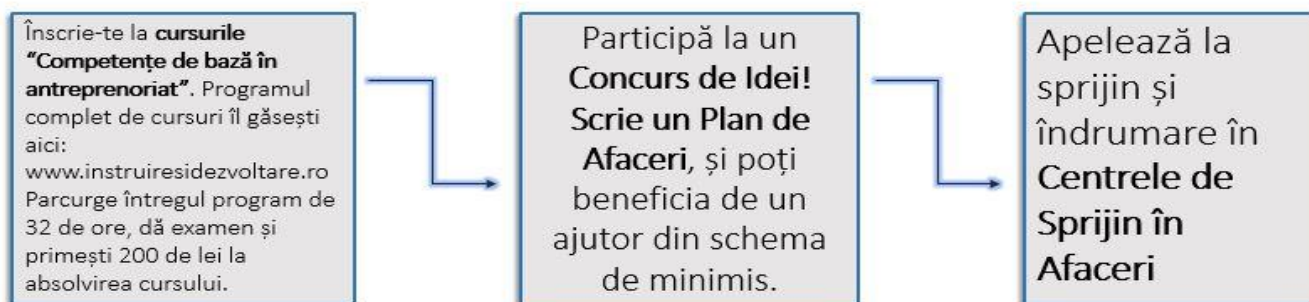 Înscrie-te la cursurile
“Competențe de bază în
antreprenoriat”. Programul
complet de cursuri îl găsești
aici:
www.instruiresidezvoltare.ro
Parcurge întregul program de
32 de ore, dă examen și
primești 200 de lei la
absolvirea cursului.
Participă la un
Concurs de Idei!
Scrie un Plan de
Afaceri, și poți
beneficia de un
ajutor din schema
de minimis.
Apelează la
sprijin și
îndrumare în
Centrele de
Sprijin în
Afaceri